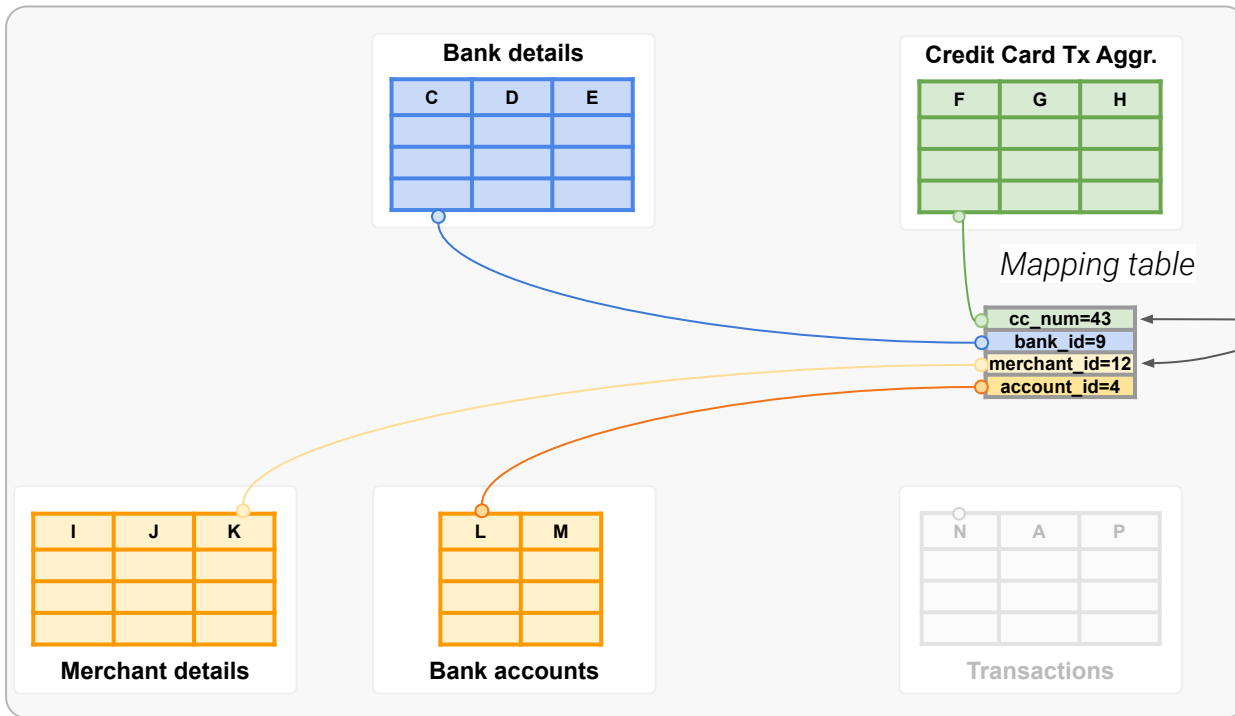 Bank details
C D E
Credit Card Tx Aggr.
F G H
Mapping table
cc_num=43
bank_id=9
merchant_id=12
account_id=4
I J K
Merchant details
L M
Bank accounts
N A P
Transactions